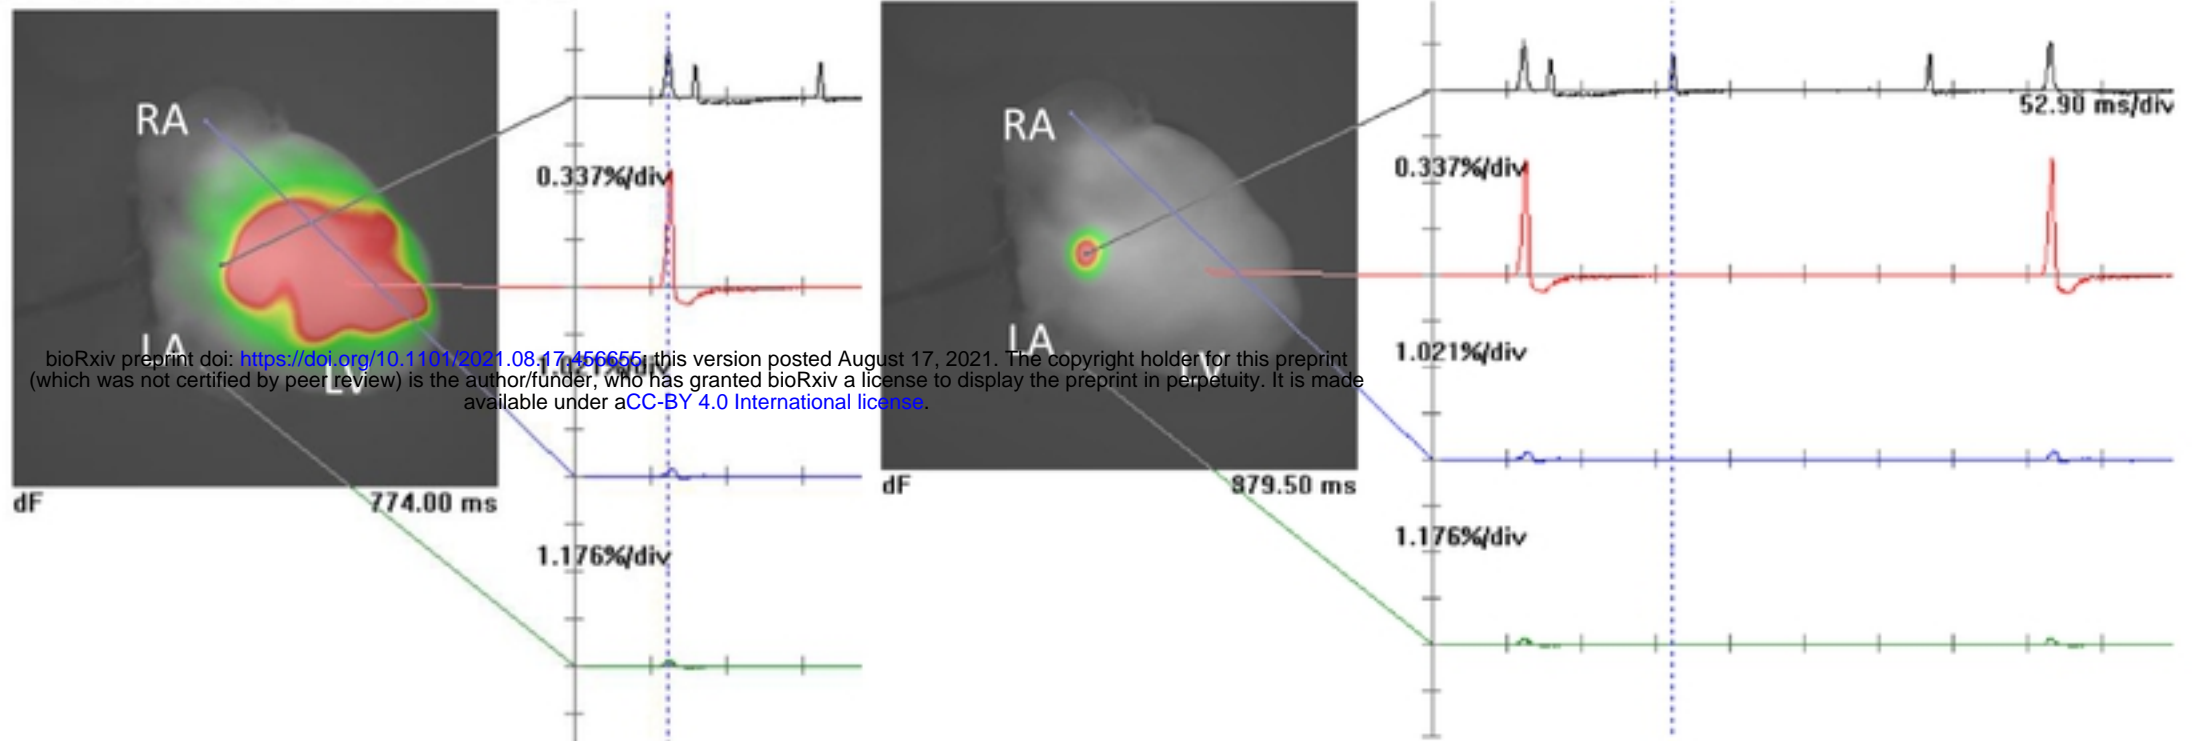 RA
RA
52.90 ms/div
0.337%/div
0.337%/div
LA
LA
1.021%/div
1.021%/div
bioRxiv preprint doi: https://doi.org/10.1101/2021.08.17.456655; this version posted August 17, 2021. The copyright holder for this preprint
(which was not certified by peer review) is the author/funder, who has granted bioRxiv a license to display the preprint in perpetuity. It is made
available under aCC-BY 4.0 International license.
LV
LV
dF
774.00 ms
dF
879.50 ms
1.176%/div
1.176%/div